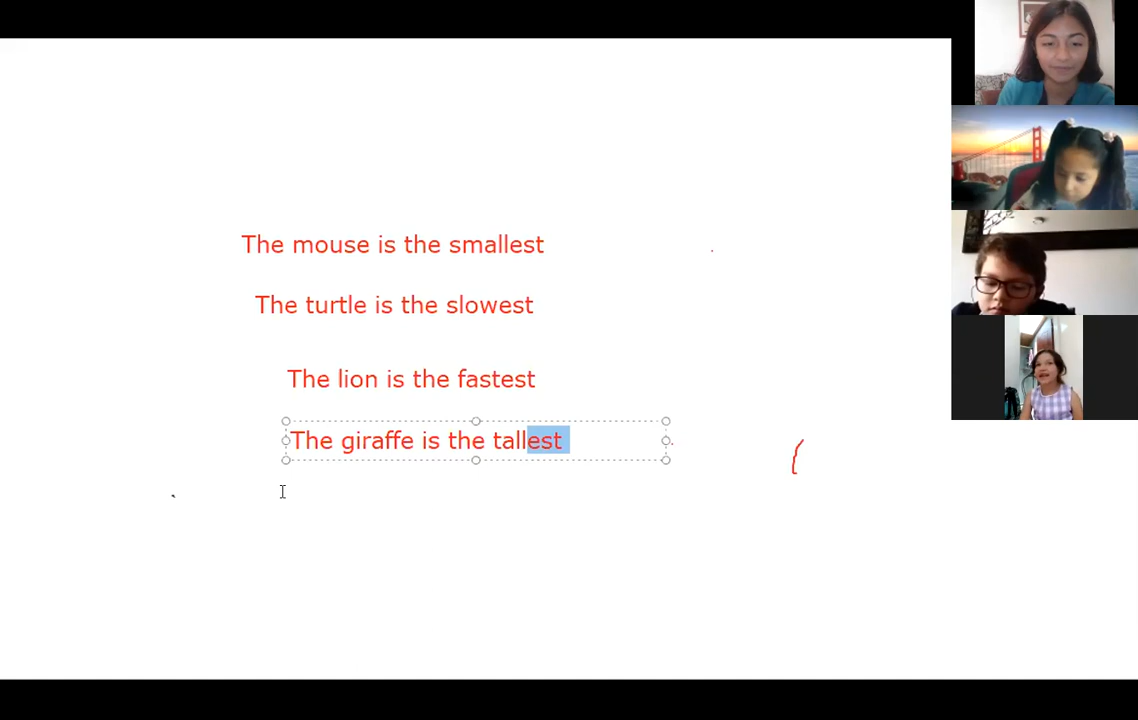 The mouse is the smallest
The turtle is the slowest
The lion is the fastest
The giraffe is the tallest